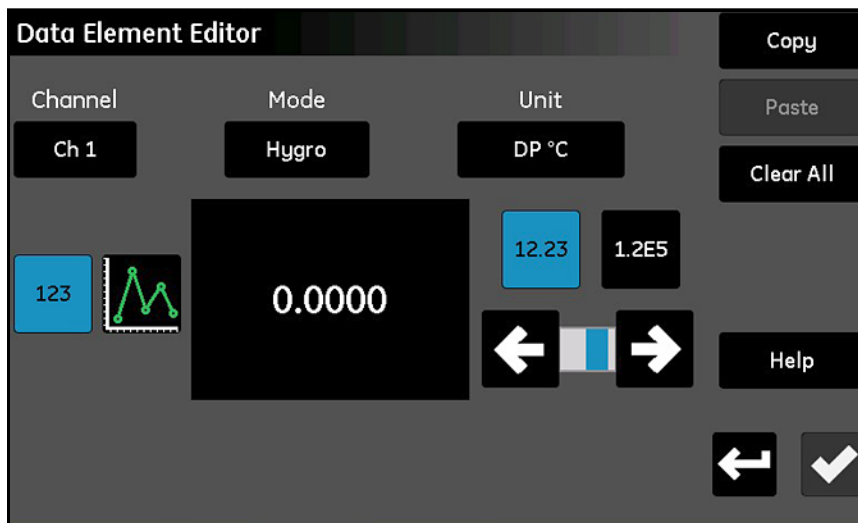 Data Element Editor
Copy
Channel
Mode
Unit
Paste
Ch 1
Hygro
DP °C
Clear All
12.23
1.2E5
123
0.0000
Help